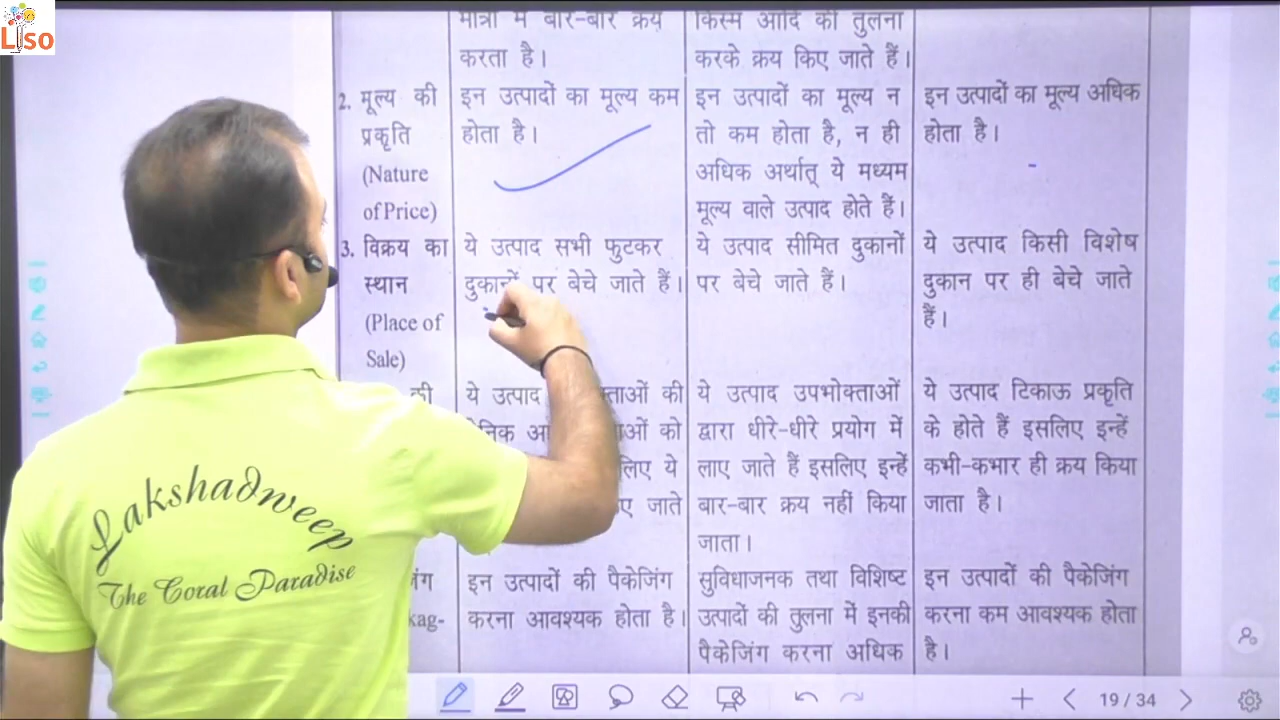 Liso
मात्रा में बार-बार क्रय
करता है।
किस्म आदि की तुलना
करके क्रय किए जाते हैं।
2. मूल्य की
प्रकृति
(Nature
of Price)
इन उत्पादों का मूल्य कम
होता है।
इन उत्पादों का मूल्य न
तो कम होता है, न ही
अधिक अर्थात् ये मध्यम
मूल्य वाले उत्पाद होते हैं।
इन उत्पादों का मूल्य अधिक
होता है।
3. विक्रय का
स्थान
(Place of
Sale)
ये उत्पाद सभी फुटकर
दुकानों पर बेचे जाते हैं।
ये उत्पाद सीमित दुकानों
पर बेचे जाते हैं।
ये उत्पाद किसी विशेष
दुकान पर ही बेचे जाते
हैं।
की
ये उत्पाद की
को
लिए ये
जाते
ये उत्पाद उपभोक्ताओं
द्वारा धीरे-धीरे प्रयोग में
लाए जाते हैं इसलिए इन्हें
बार-बार क्रय नहीं किया
जाता।
ये उत्पाद टिकाऊ प्रकृति
के होते हैं इसलिए इन्हें
कभी-कभार ही क्रय किया
जाता है।
kag-
इन उत्पादों की पैकेजिंग
करना आवश्यक होता है।
सुविधाजनक तथा विशिष्ट
उत्पादों की तुलना में इनकी
पैकेजिंग करना अधिक
इन उत्पादों की पैकेजिंग
करना कम आवश्यक होता
है।
Lakshadweep
The Coral Paradise
19 / 34